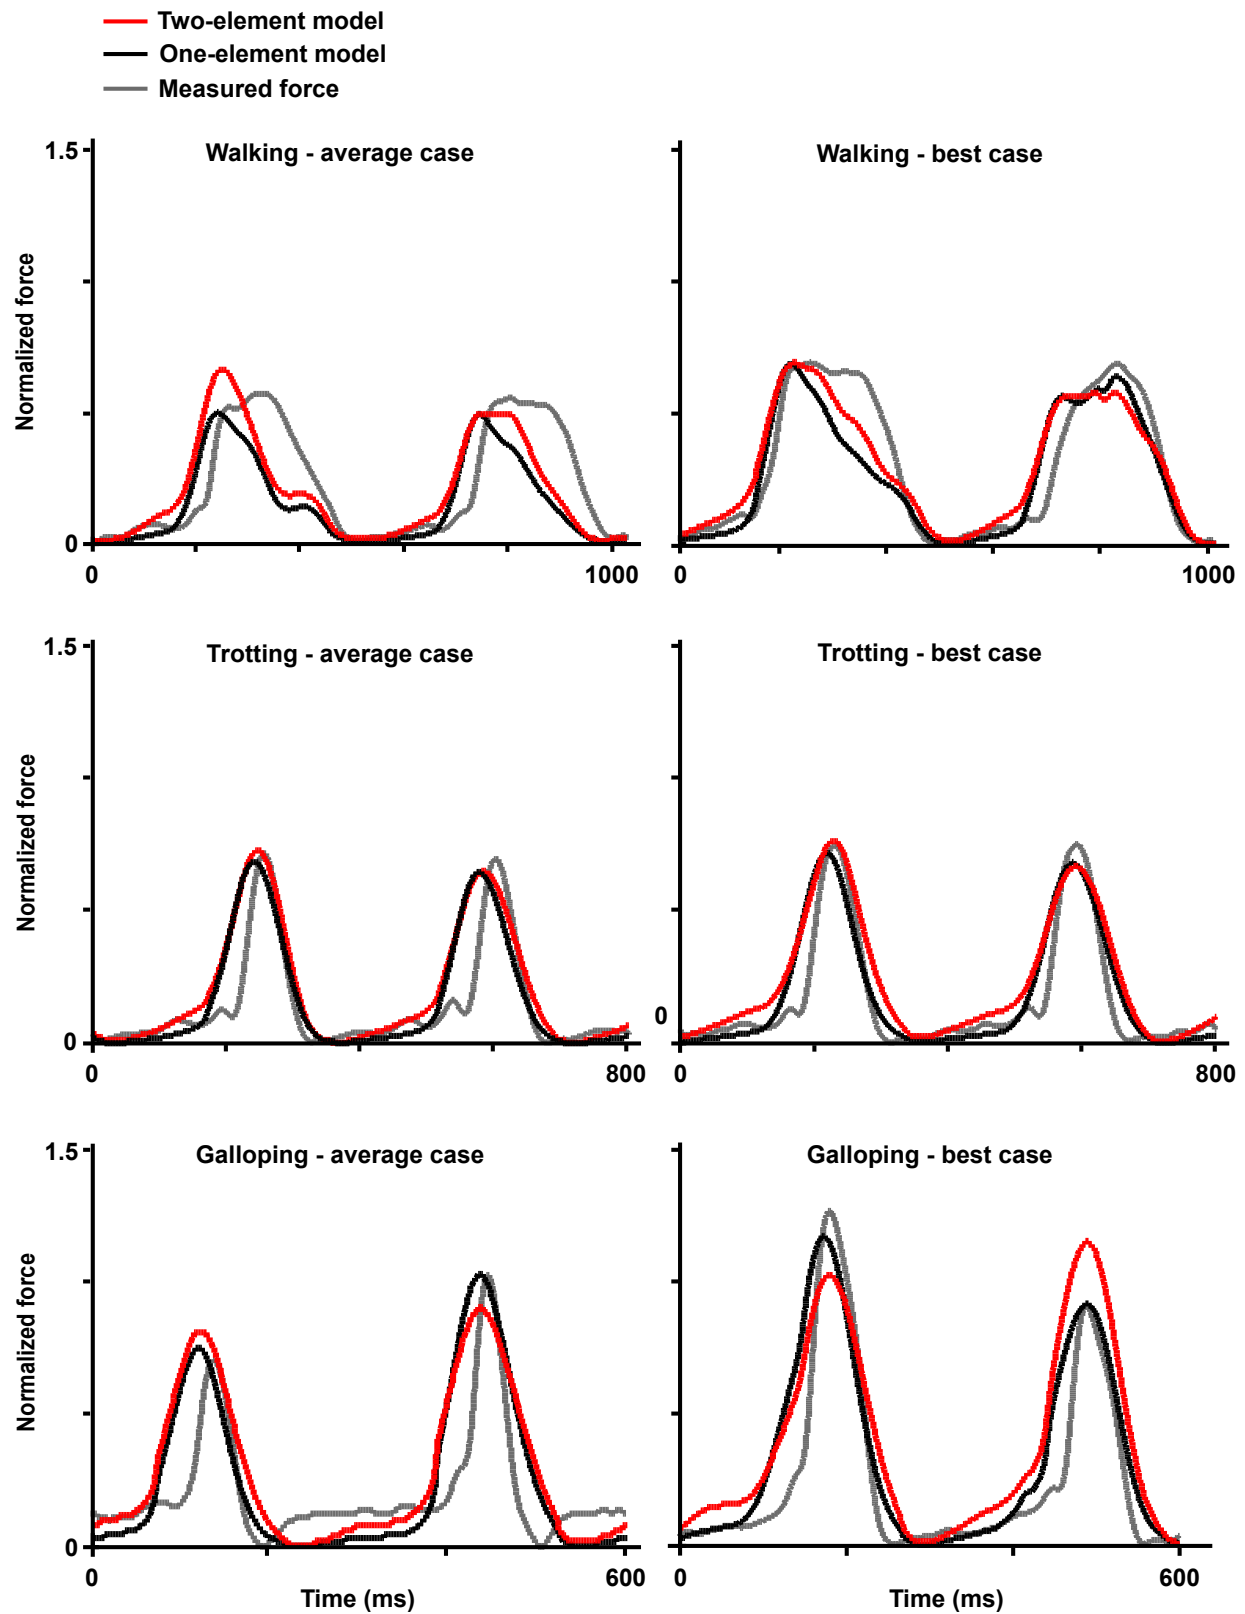 Two-element model
One-element model
Measured force
Walking - average case
Walking - best case
1.5
Normalized force
0
0
1000
0
1000
Trotting - average case
Trotting - best case
1.5
Normalized force
0
0
0
800
0
800
Galloping - average case
Galloping - best case
1.5
Normalized force
0
0
600
0
600
Time (ms)
Time (ms)